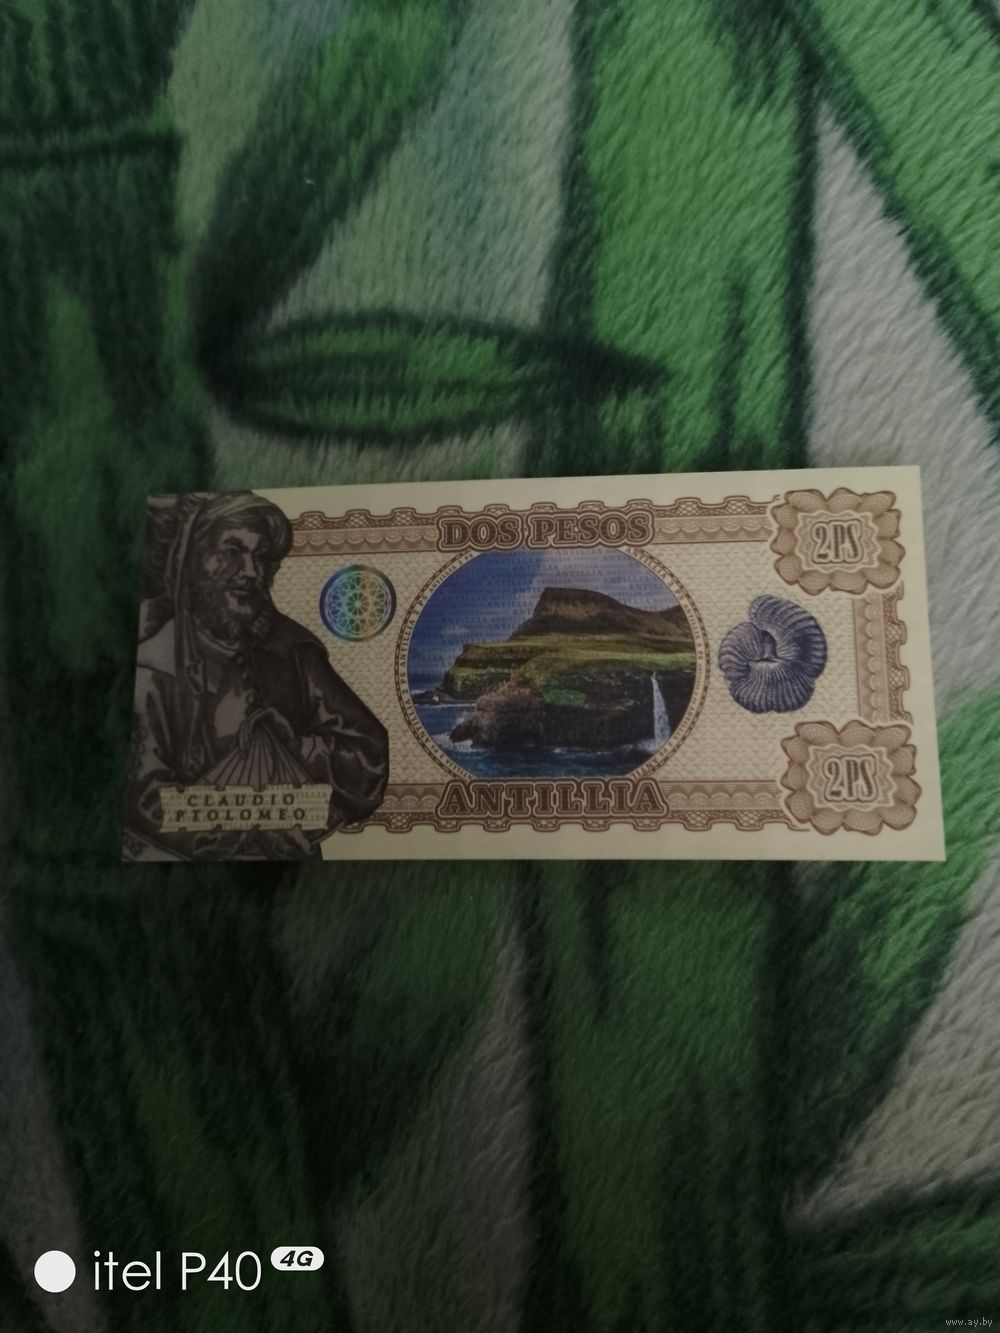 DOS PESOS
2PS
CLAUDIO
PTOLOMEO
ANTILLIA
2PS
itel P40 4G
www.ay.by